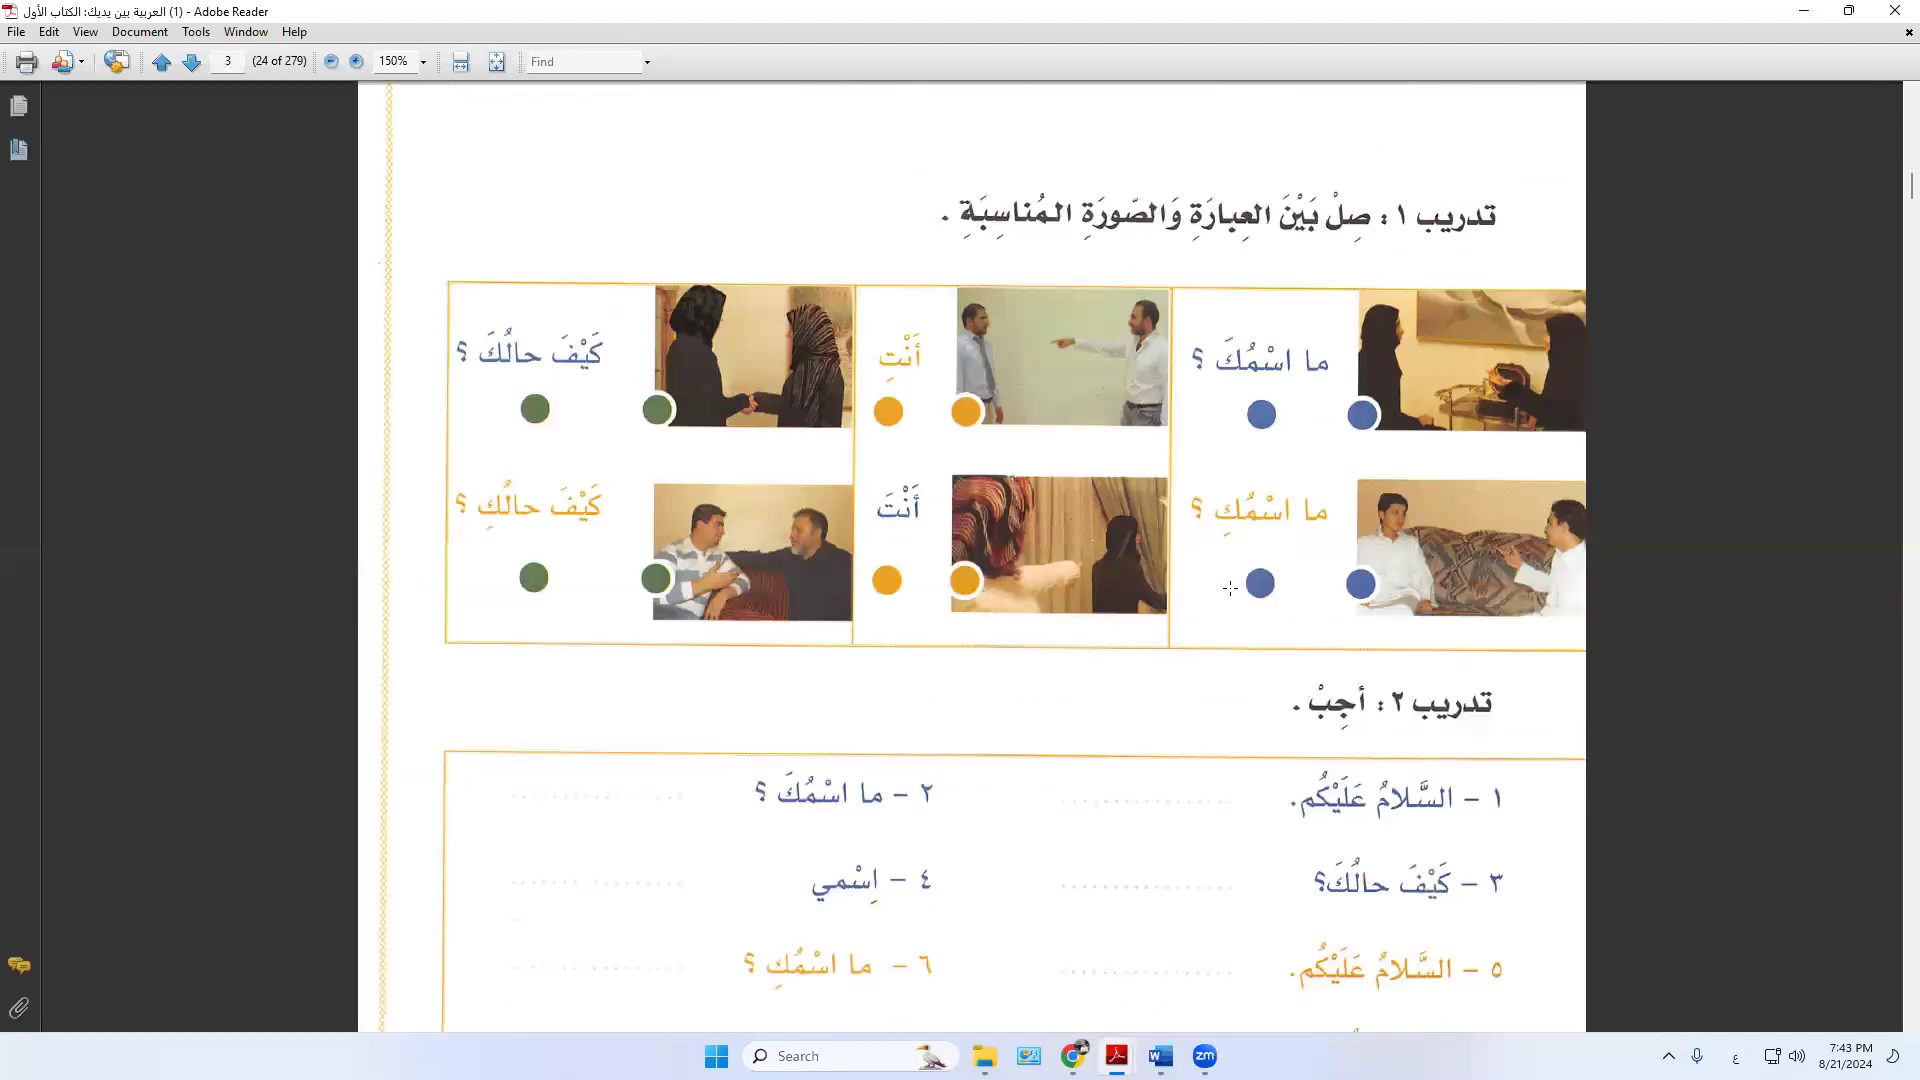 العربية بين يديك: الكتاب الأول (1) - Adobe Reader
File Edit View Document Tools Window Help
3 (24 of 279) 150% Find
تدريب ١ : صِلْ بَيْنَ العِبارَةِ وَالصّورَةِ المُناسِبَةِ .
ما اسْمُكَ ؟ أَنْتِ كَيْفَ حالُكَ ؟
ما اسْمُكِ ؟ أَنْتَ كَيْفَ حالُكِ ؟
تدريب ٢ : أجِبْ .
١ – السَّلامُ عَلَيْكُم. ٢ – ما اسْمُكَ ؟
٣ – كَيْفَ حالُكَ؟ ٤ – اِسْمي
٥ – السَّلامُ عَلَيْكُم. ٦ – ما اسْمُكِ ؟
Search zm ع 7:43 PM
8/21/2024